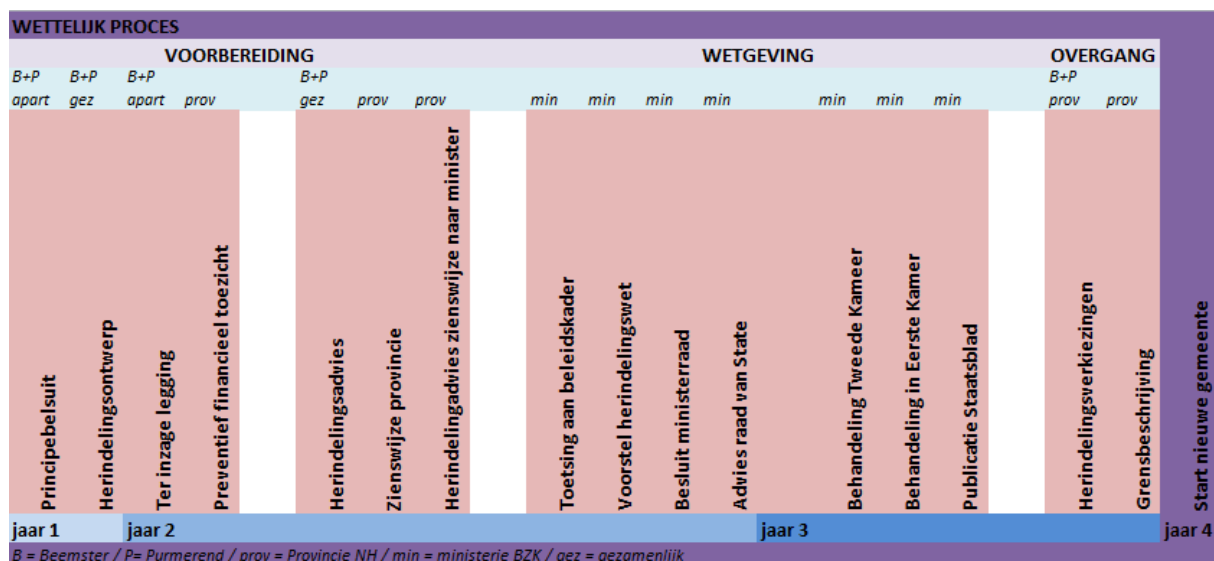 WETTELIJK PROCES
VOORBEREIDING WETGEVING OVERGANG
B+P B+P B+P B+P B+P
apart gez apart prov gez prov prov min min min min min min min prov prov
Principebelsuit
Herindelingsontwerp
Ter inzage legging
Preventief financieel toezicht
Herindelingsadvies
Zienswijze provincie
Herindelingadvies zienswijze naar minister
Toetsing aan beleidskader
Voorstel herindelingswet
Besluit ministerraad
Advies raad van State
Behandeling Tweede Kameer
Behandeling in Eerste Kamer
Publicatie Staatsblad
Herindelingsverkiezingen
Grensbeschrijving
Start nieuwe gemeente
jaar 1 jaar 2 jaar 3 jaar 4
B = Beemster / P= Purmerend / prov = Provincie NH / min = ministerie BZK / gez = gezamenlijk